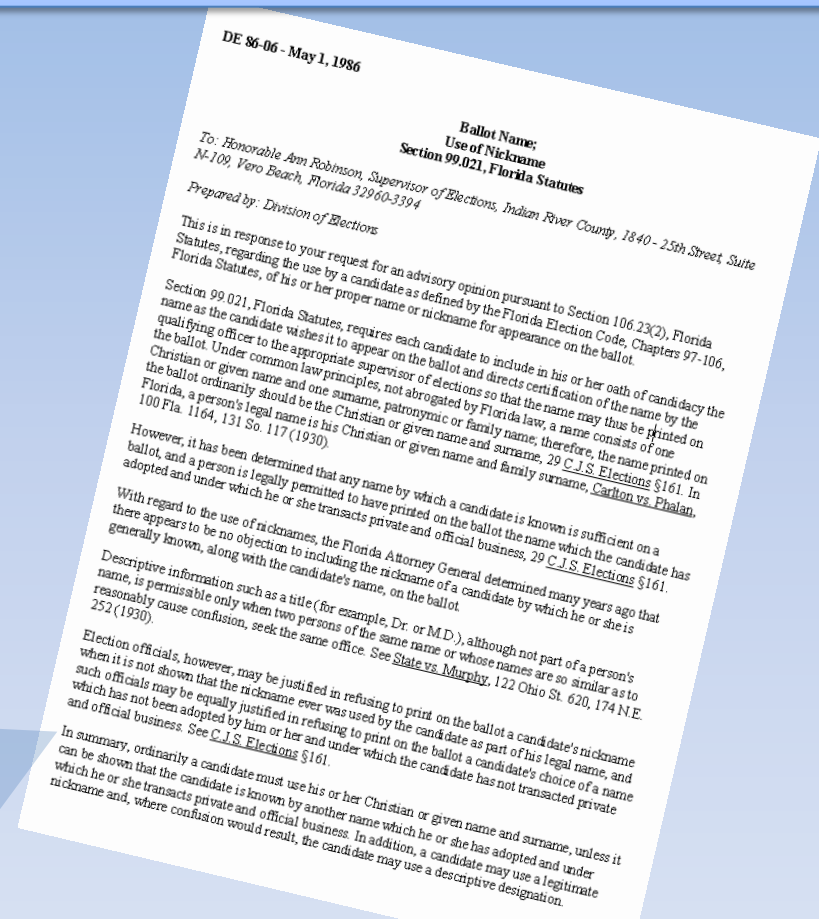 DE 86-06 - May 1, 1986
Ballot Name;
Use of Nickname
Section 99.021, Florida Statutes
To: Honorable Ann Robinson, Supervisor of Elections, Indian River County, 1840 - 25th Street, Suite
N-109, Vero Beach, Florida 32960-3394
Prepared by: Division of Elections
This is in response to your request for an advisory opinion pursuant to Section 106.23(2), Florida
Statutes, regarding the use by a candidate as defined by the Florida Election Code, Chapters 97-106,
Florida Statutes, of his or her proper name or nickname for appearance on the ballot.
Section 99.021, Florida Statutes, requires each candidate to include in his or her oath of candidacy the
name as the candidate wishes it to appear on the ballot and directs certification of the name by the
qualifying officer to the appropriate supervisor of elections so that the name may thus be printed on
the ballot. Under common law principles, not abrogated by Florida law, a name consists of one
Christian or given name and one surname, patronymic or family name; therefore, the name printed on
the ballot ordinarily should be the Christian or given name and surname, 29 C.J.S. Elections §161. In
Florida, a person's legal name is his Christian or given name and family surname, Carlton vs. Phalan,
100 Fla. 1164, 131 So. 117 (1930).
However, it has been determined that any name by which a candidate is known is sufficient on a
ballot, and a person is legally permitted to have printed on the ballot the name which the candidate has
adopted and under which he or she transacts private and official business, 29 C.J.S. Elections §161.
With regard to the use of nicknames, the Florida Attorney General determined many years ago that
there appears to be no objection to including the nickname of a candidate by which he or she is
generally known, along with the candidate's name, on the ballot.
Descriptive information such as a title (for example, Dr. or M.D.), although not part of a person's
name, is permissible only when two persons of the same name or whose names are so similar as to
reasonably cause confusion, seek the same office. See State vs. Murphy, 122 Ohio St. 620, 174 N.E.
252 (1930).
Election officials, however, may be justified in refusing to print on the ballot a candidate's nickname
when it is not shown that the nickname ever was used by the candidate as part of his legal name, and
such officials may be equally justified in refusing to print on the ballot a candidate's choice of a name
which has not been adopted by him or her and under which the candidate has not transacted private
and official business. See C.J.S. Elections §161.
In summary, ordinarily a candidate must use his or her Christian or given name and surname, unless it
can be shown that the candidate is known by another name which he or she has adopted and under
which he or she transacts private and official business. In addition, a candidate may use a legitimate
nickname and, where confusion would result, the candidate may use a descriptive designation.